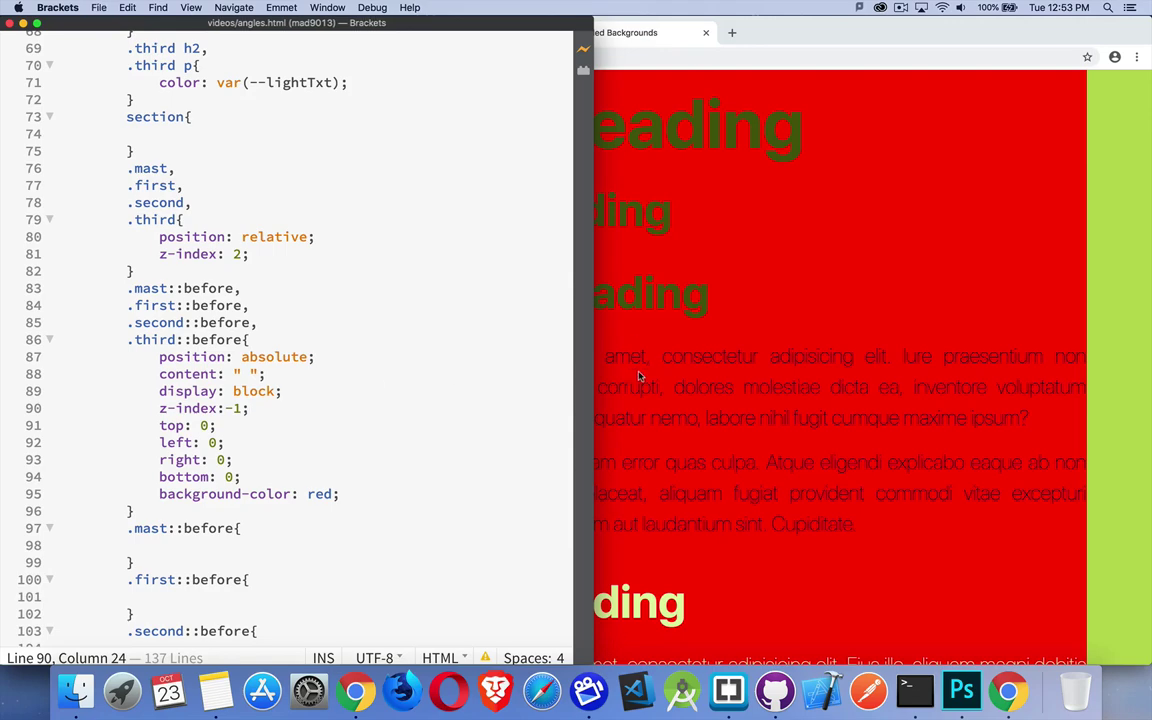 Brackets File Edit Find View Navigate Emmet Window Debug Help 100% Tue 12:53 PM
videos/angles.html (mad9013) — Brackets
ed Backgrounds
68 }
69 .third h2,
70 .third p{
71 color: var(--lightTxt);
72 }
73 section{
74
75 }
76 .mast,
77 .first,
78 .second,
79 .third{
80 position: relative;
81 z-index: 2;
82 }
83 .mast::before,
84 .first::before,
85 .second::before,
86 .third::before{
87 position: absolute;
88 content: " ";
89 display: block;
90 z-index:-1;
91 top: 0;
92 left: 0;
93 right: 0;
94 bottom: 0;
95 background-color: red;
96 }
97 .mast::before{
98
99 }
100 .first::before{
101
102 }
103 .second::before{
Line 90, Column 24 — 137 Lines INS UTF-8 HTML Spaces: 4
eading
ding
ading
amet, consectetur adipisicing elit. Iure praesentium non
corrupti, dolores molestiae dicta ea, inventore voluptatum
quatur nemo, labore nihil fugit cumque maxime ipsum?
am error quas culpa. Atque eligendi explicabo eaque ab non
laceat, aliquam fugiat provident commodi vitae excepturi
m aut laudantium sint. Cupiditate.
ding
met, consectetur adipisicing elit. Eius illo, aliquam magni debitis
OCT
23
Ps